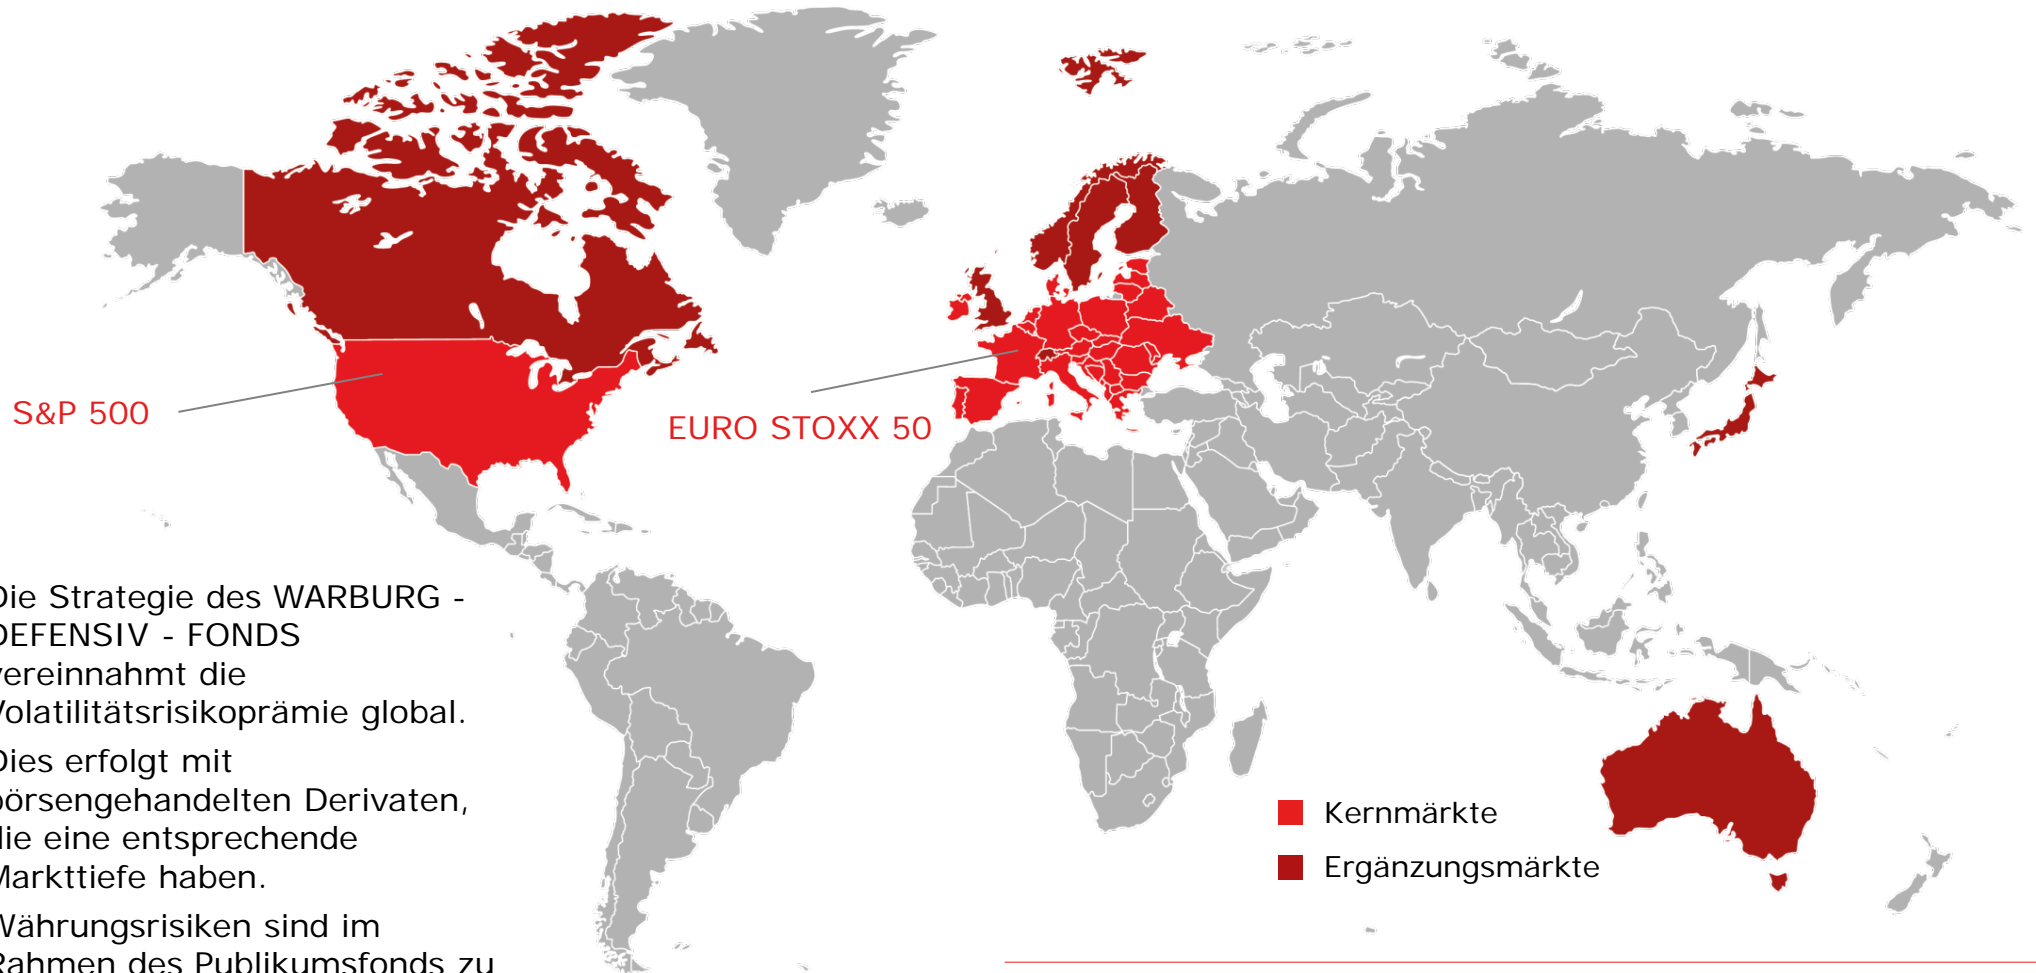 S&P 500
EURO STOXX 50
Die Strategie des WARBURG -
DEFENSIV - FONDS
vereinnahmt die
Volatilitätsrisikoprämie global.
Dies erfolgt mit
börsengehandelten Derivaten,
die eine entsprechende
Markttiefe haben.
Währungsrisiken sind im
Rahmen des Publikumsfonds zu
Kernmärkte
Ergänzungsmärkte